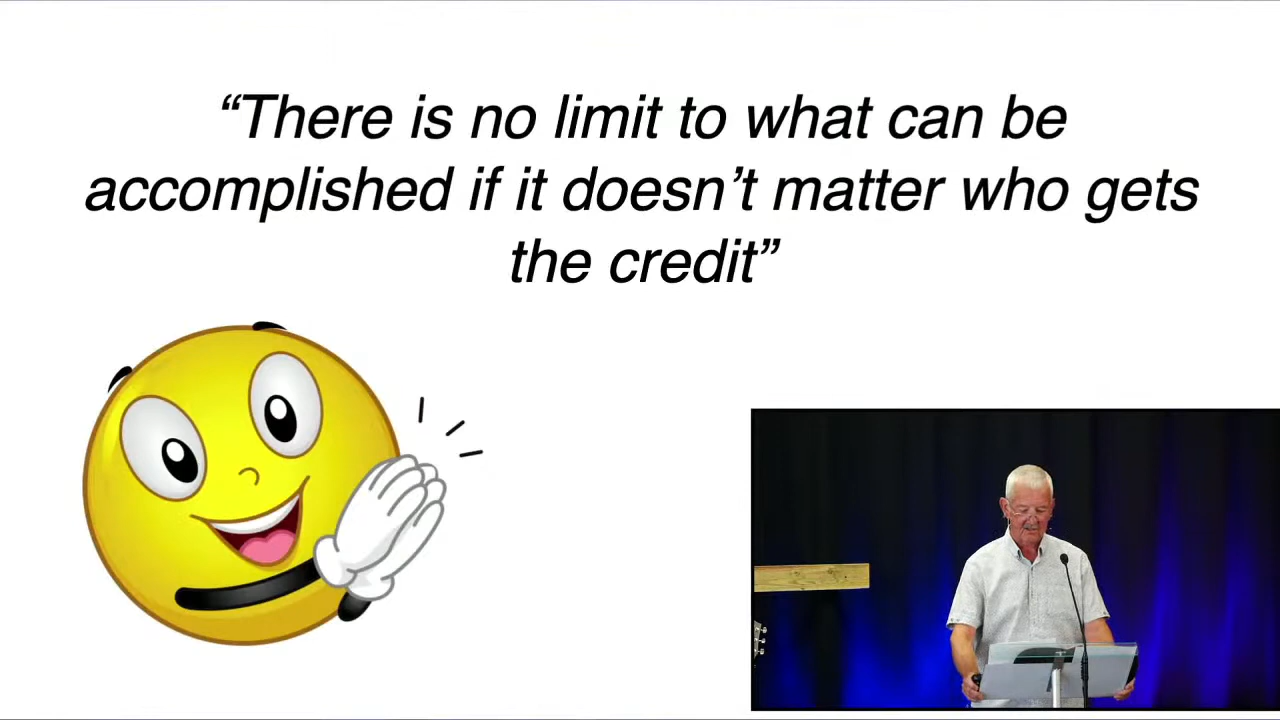 “There is no limit to what can be
accomplished if it doesn’t matter who gets
the credit”